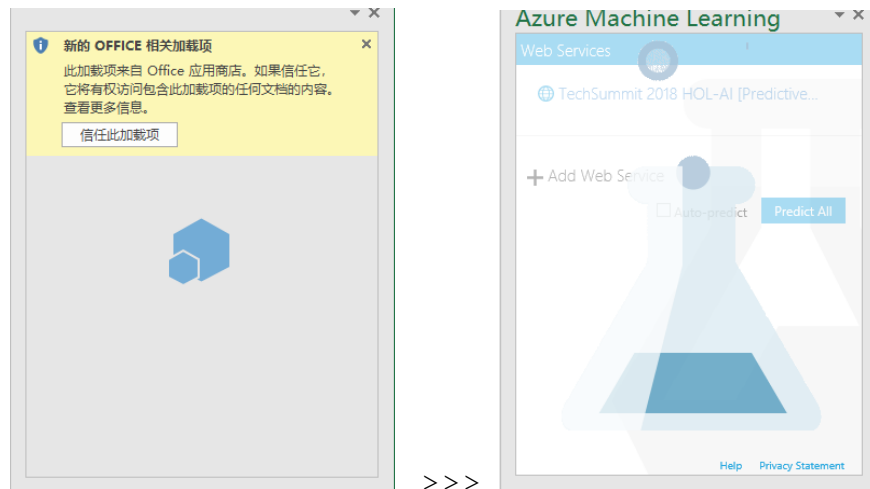 新的 OFFICE 相关加载项
此加载项来自 Office 应用商店。如果信任它，
它将有权访问包含此加载项的任何文档的内容。
查看更多信息。
信任此加载项
>>>
Azure Machine Learning
Web Services
TechSummit 2018 HOL-AI [Predictive...
Add Web Service
Auto-predict
Predict All
Help Privacy Statement